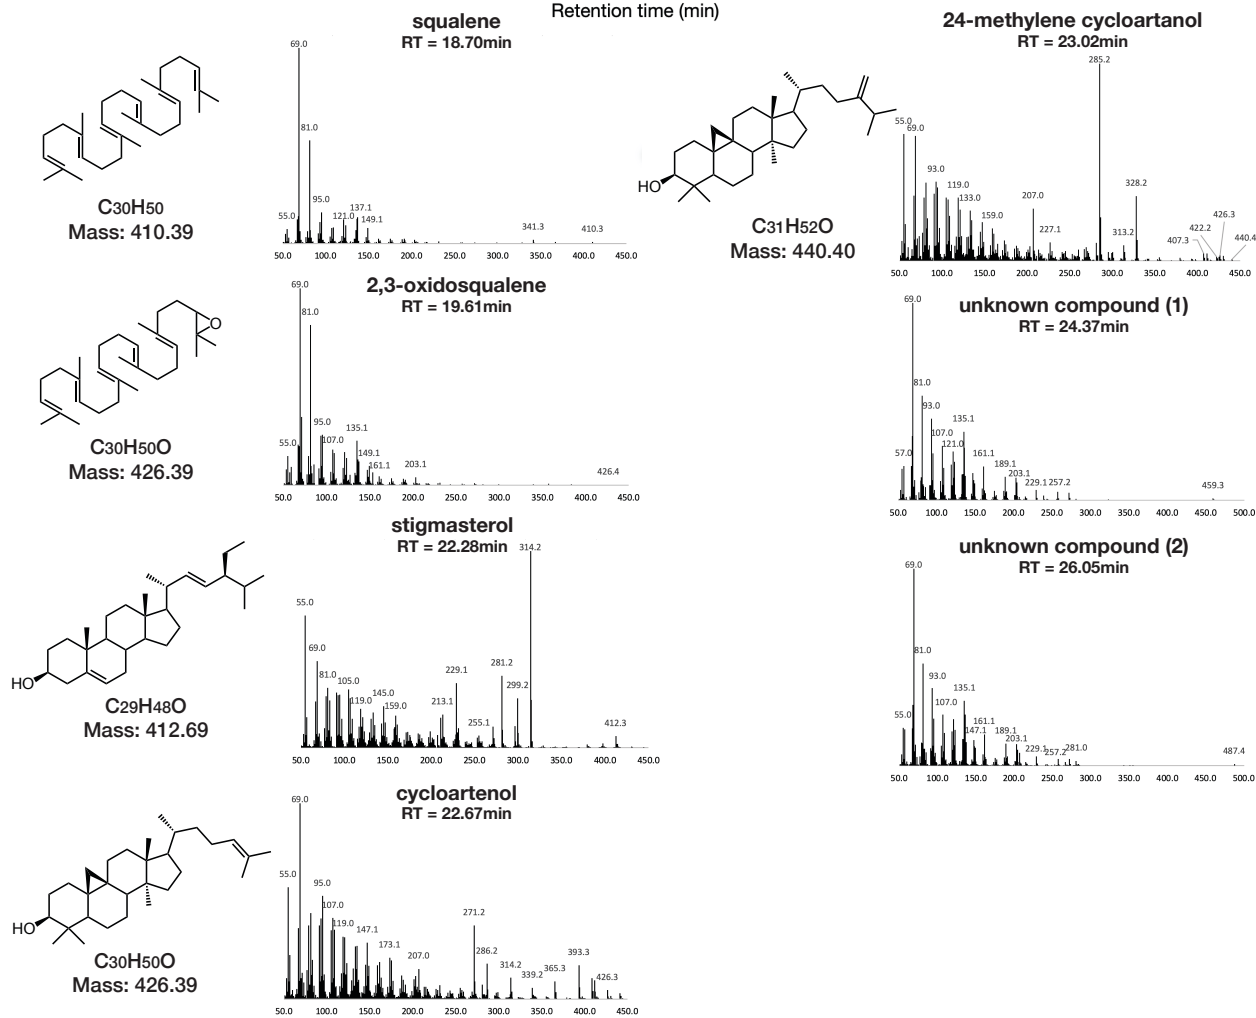 Retention time (min)
squalene
RT = 18.70min
69.0
81.0
95.0
137.1
55.0
121.0
149.1
341.3
410.3
50.0 100.0 150.0 200.0 250.0 300.0 350.0 400.0 450.0
C30H50
Mass: 410.39
2,3-oxidosqualene
RT = 19.61min
69.0
81.0
O
95.0
107.0
135.1
55.0
149.1
161.1
203.1
426.4
50.0 100.0 150.0 200.0 250.0 300.0 350.0 400.0 450.0
C30H50O
Mass: 426.39
stigmasterol
RT = 22.28min
314.2
55.0
69.0
81.0
105.0
229.1
281.2
299.2
119.0
145.0
159.0
213.1
255.1
412.3
50.0 100.0 150.0 200.0 250.0 300.0 350.0 400.0 450.0
HO
C29H48O
Mass: 412.69
cycloartenol
RT = 22.67min
69.0
55.0
95.0
107.0
119.0
147.1
173.1
207.0
271.2
286.2
314.2
339.2
365.3
393.3
426.3
50.0 100.0 150.0 200.0 250.0 300.0 350.0 400.0 450.0
HO
C30H50O
Mass: 426.39
24-methylene cycloartanol
RT = 23.02min
285.2
55.0
69.0
93.0
119.0
133.0
159.0
207.0
227.1
313.2
328.2
407.3
422.2
426.3
440.4
50.0 100.0 150.0 200.0 250.0 300.0 350.0 400.0 450.0
HO
C31H52O
Mass: 440.40
unknown compound (1)
RT = 24.37min
69.0
81.0
93.0
107.0
121.0
135.1
57.0
161.1
189.1
203.1
229.1
257.2
459.3
50.0 100.0 150.0 200.0 250.0 300.0 350.0 400.0 450.0 500.0
unknown compound (2)
RT = 26.05min
69.0
81.0
93.0
107.0
135.1
55.0
147.1
161.1
189.1
203.1
229.1
257.2
281.0
487.4
50.0 100.0 150.0 200.0 250.0 300.0 350.0 400.0 450.0 500.0